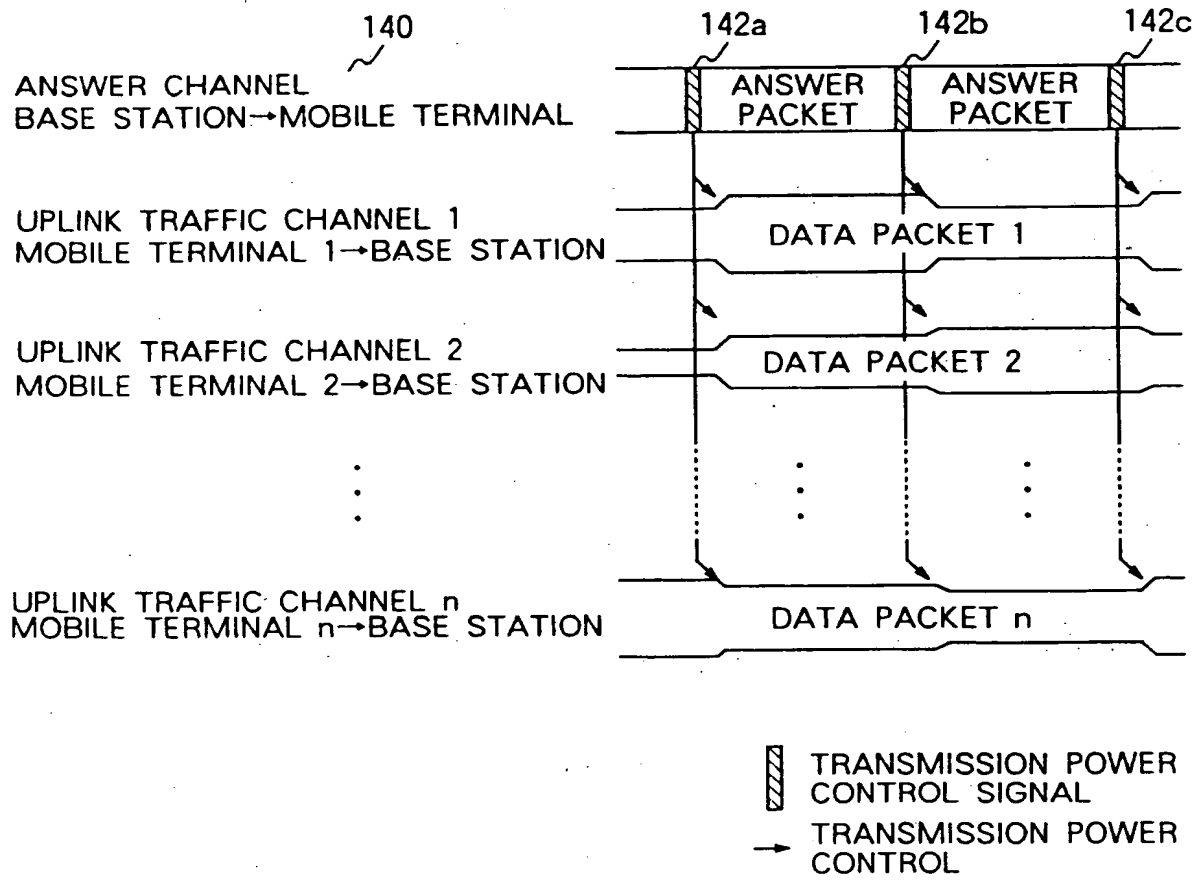 140
142a
142b
142c
ANSWER CHANNEL
BASE STATION→MOBILE TERMINAL
ANSWER PACKET
ANSWER PACKET
UPLINK TRAFFIC CHANNEL 1
MOBILE TERMINAL 1→BASE STATION
DATA PACKET 1
UPLINK TRAFFIC CHANNEL 2
MOBILE TERMINAL 2→BASE STATION
DATA PACKET 2
UPLINK TRAFFIC CHANNEL n
MOBILE TERMINAL n→BASE STATION
DATA PACKET n
TRANSMISSION POWER
CONTROL SIGNAL
TRANSMISSION POWER
CONTROL